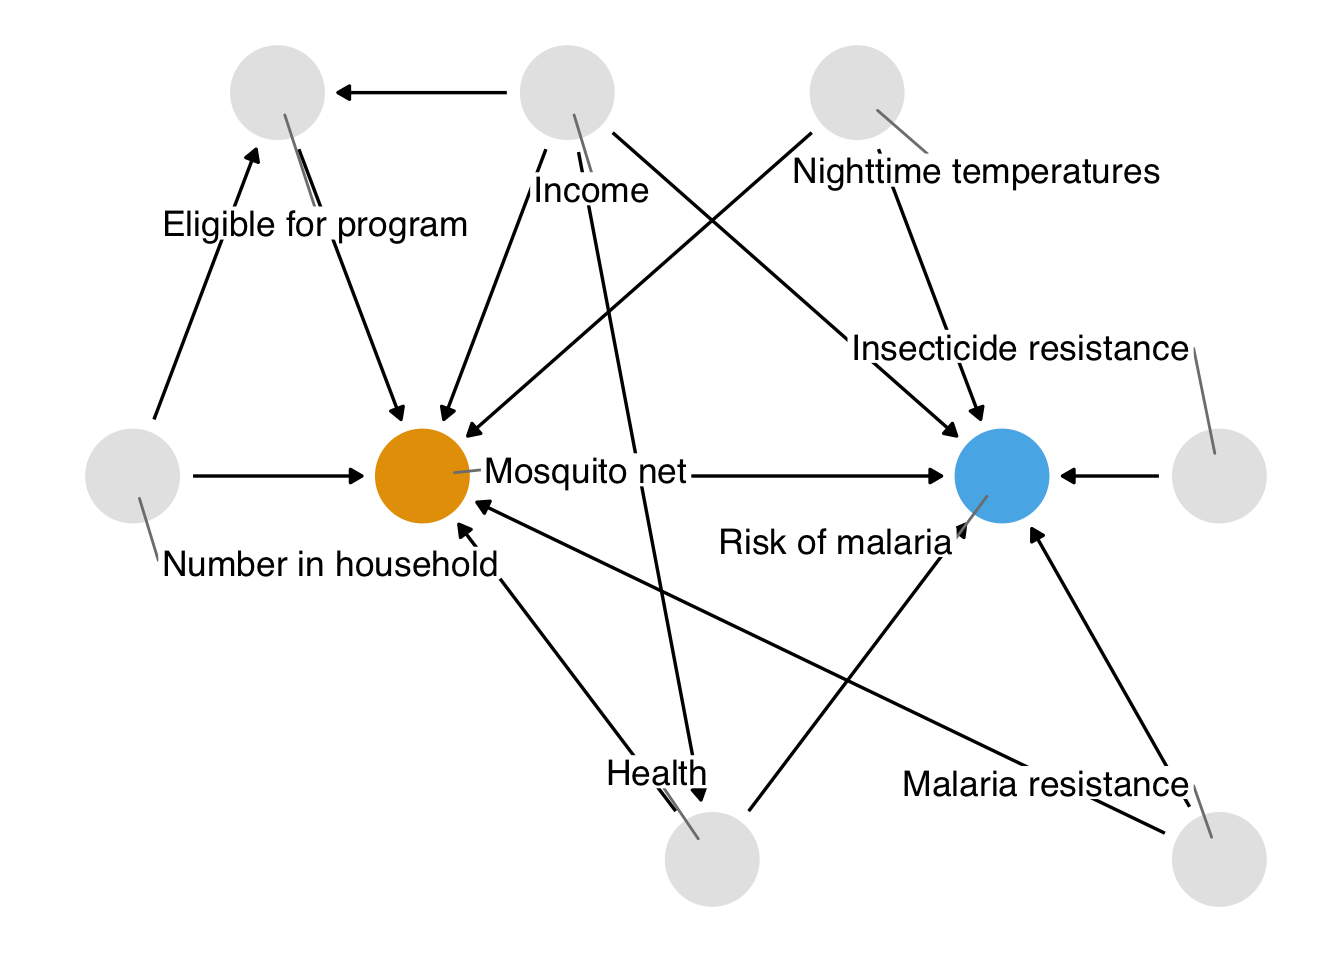 Nighttime temperatures
Income
Eligible for program
Insecticide resistance
Mosquito net
Risk of malaria
Number in household
Health
Malaria resistance